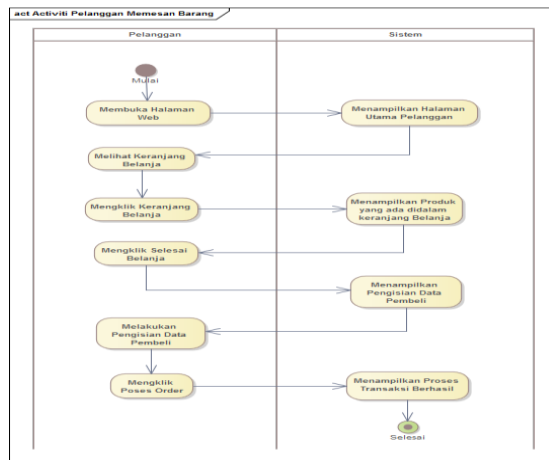 act Activiti Pelanggan Memesan Barang
Pelanggan
Sistem
Mulai
Membuka Halaman
Web
Menampilkan Halaman
Utama Pelanggan
Melihat Keranjang
Belanja
Mengklik Keranjang
Belanja
Menampilkan Produk
yang ada didalam
keranjang Belanja
Mengklik Selesai
Belanja
Menampilkan
Pengisian Data
Pembeli
Melakukan
Pengisian Data
Pembeli
Mengklik
Poses Order
Menampilkan Proses
Transaksi Berhasil
Selesai